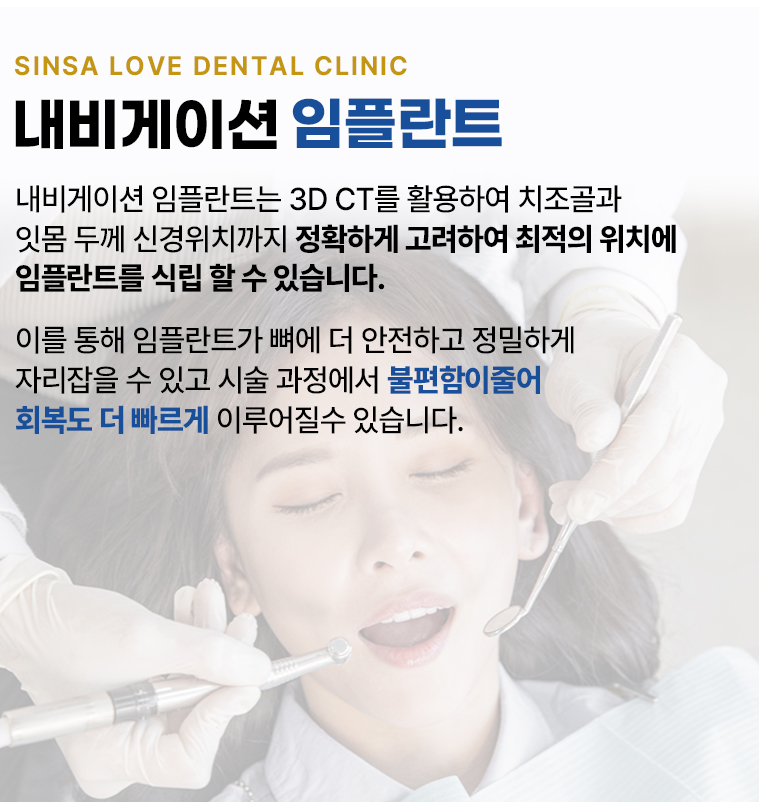 SINSA LOVE DENTAL CLINIC
내비게이션 임플란트
내비게이션 임플란트는 3D CT를 활용하여 치조골과
잇몸 두께 신경위치까지 정확하게 고려하여 최적의 위치에
임플란트를 식립 할 수 있습니다.
이를 통해 임플란트가 뼈에 더 안전하고 정밀하게
자리잡을 수 있고 시술 과정에서 불편함이줄어
회복도 더 빠르게 이루어질수 있습니다.